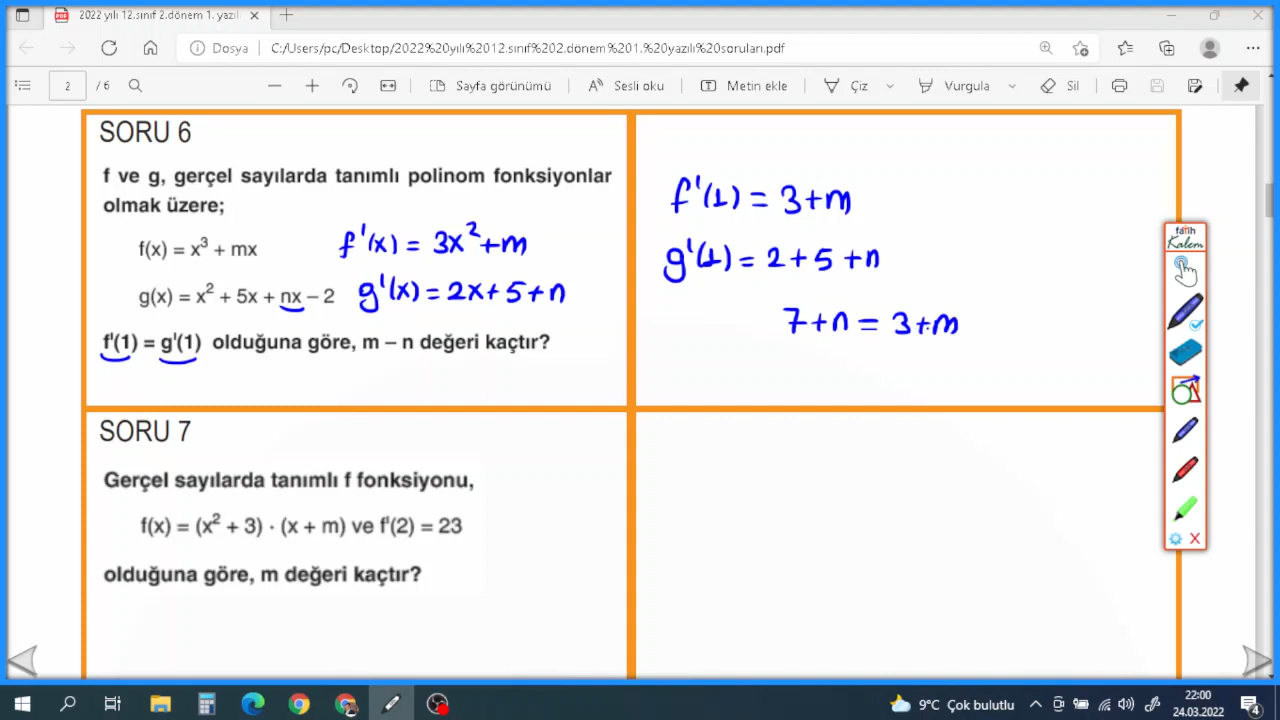 2022 yılı 12.sınıf 2.dönem 1. yazıl
Dosya
C:/Users/pc/Desktop/2022%20yılı%2012.sınıf%202.dönem%201.%20yazılı%20soruları.pdf
2 / 6
Sayfa görünümü
Sesli oku
Metin ekle
Çiz
Vurgula
Sil
SORU 6
f ve g, gerçel sayılarda tanımlı polinom fonksiyonlar
olmak üzere;
f(x) = x³ + mx
f'(x) = 3x² + m
g(x) = x² + 5x + nx – 2
g'(x) = 2x + 5 + n
f'(1) = g'(1) olduğuna göre, m – n değeri kaçtır?
f'(1) = 3+m
g'(1) = 2+5+n
7+n = 3+m
SORU 7
Gerçel sayılarda tanımlı f fonksiyonu,
f(x) = (x² + 3) · (x + m) ve f'(2) = 23
olduğuna göre, m değeri kaçtır?
fatih
Kalem
9°C Çok bulutlu
22:00
24.03.2022
4